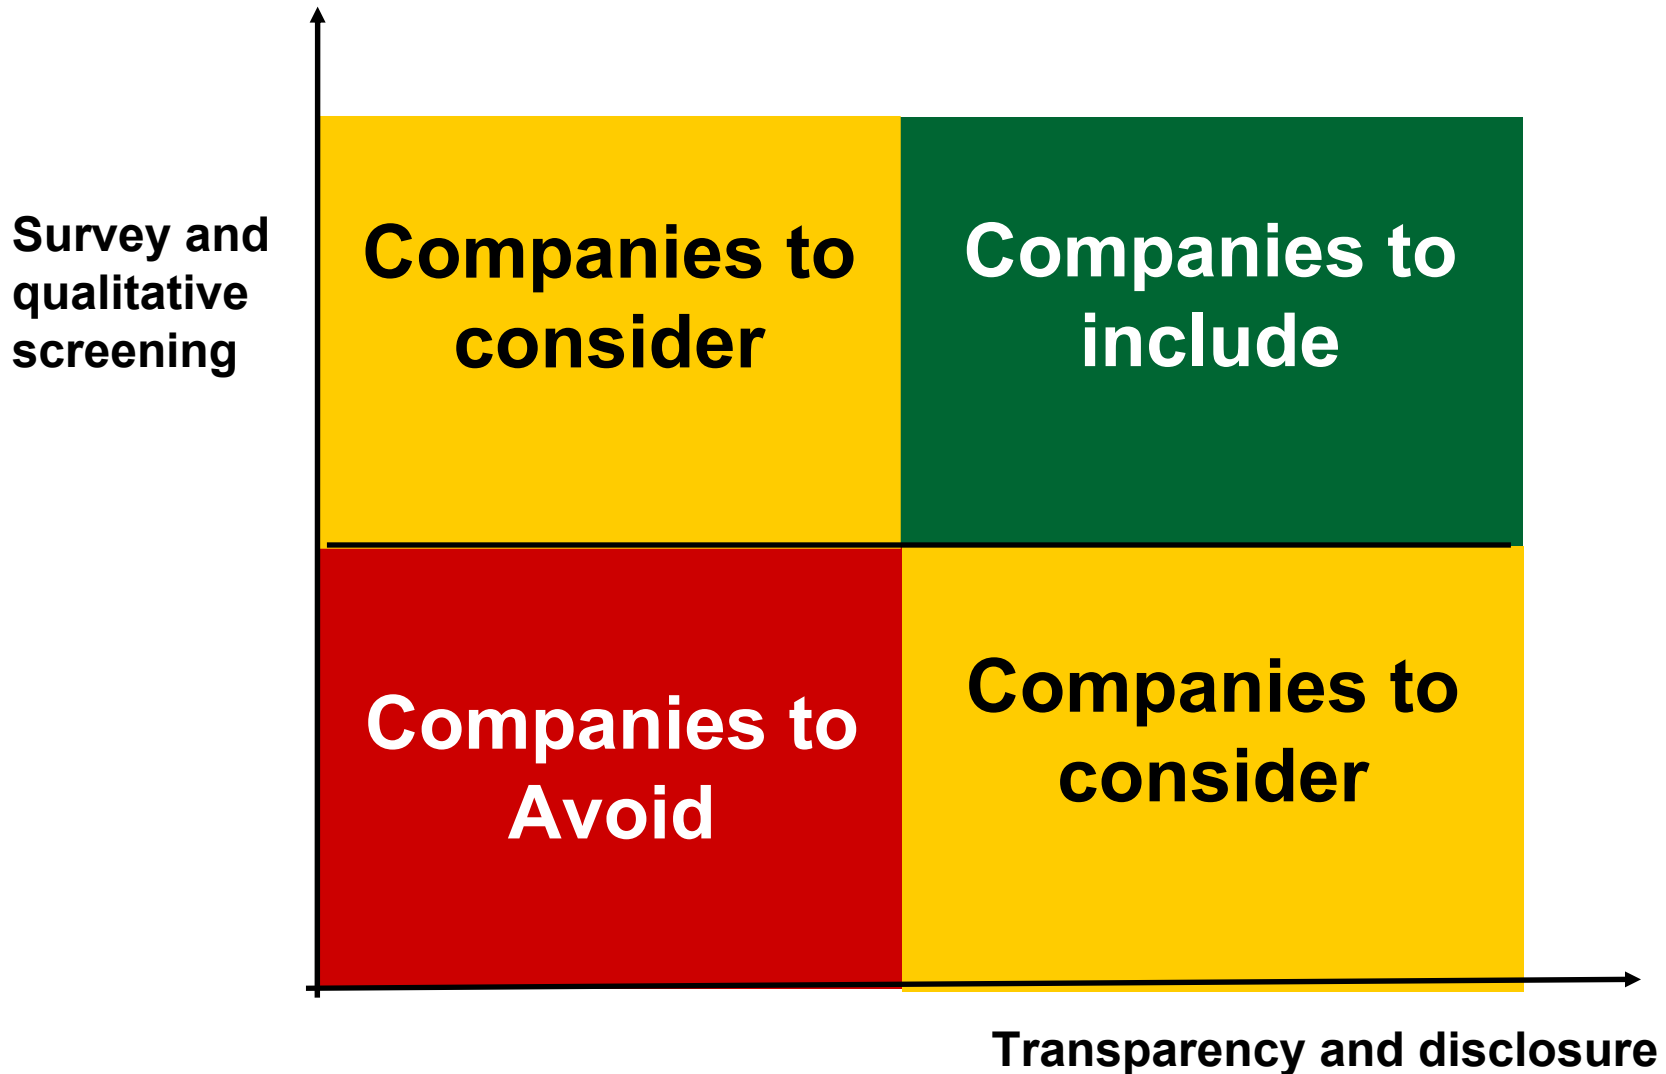 Survey and
qualitative
screening
Companies to
consider
Companies to
include
Companies to
Avoid
Companies to
consider
Transparency and disclosure